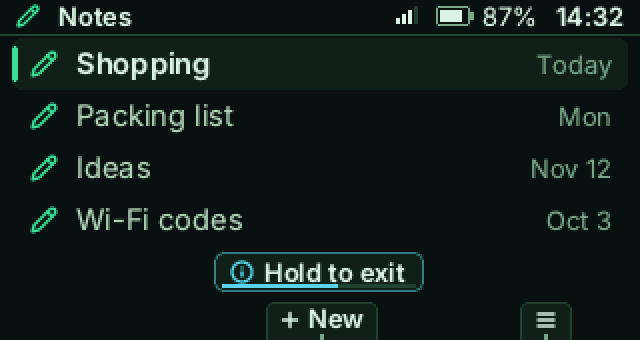 Notes 87% 14:32
Shopping Today
Packing list Mon
Ideas Nov 12
Wi-Fi codes Oct 3
Hold to exit
+ New